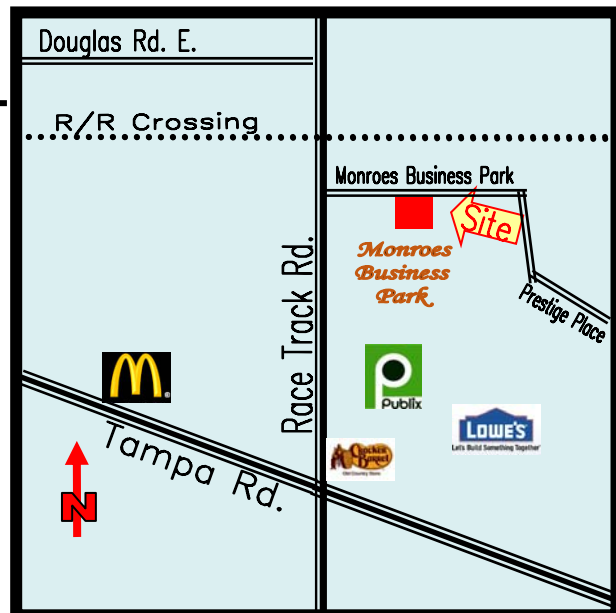 Douglas Rd. E.
R/R Crossing
Monroes Business Park
Site
Monroes
Business
Park
Prestige Place
Race Track Rd.
Publix
LOWE'S
Let's Build Something Together
Cracker
Barrel
Old Country Store
Tampa Rd.
N